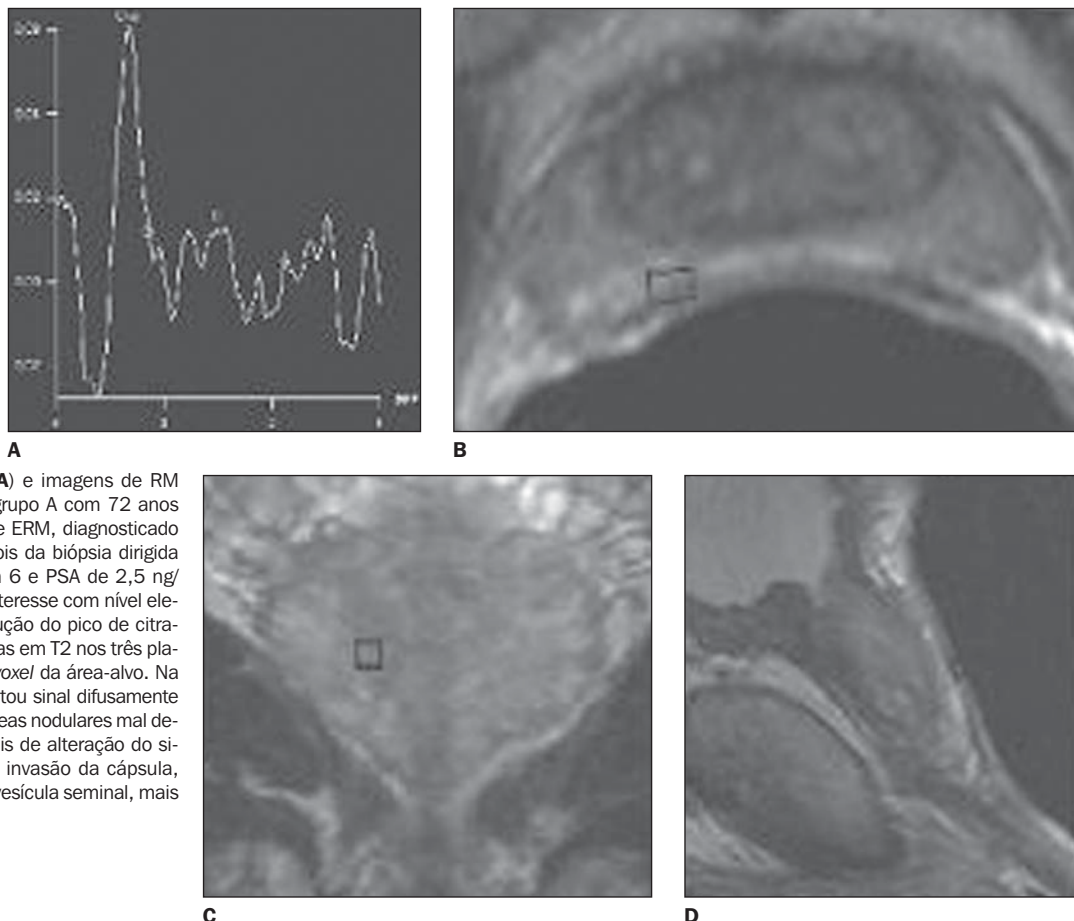 A
B
A) e imagens de RM
grupo A com 72 anos
e ERM, diagnosticado
ois da biópsia dirigida
n 6 e PSA de 2,5 ng/
nteresse com nível ele-
ução do pico de citra-
as em T2 nos três pla-
voxel da área-alvo. Na
tou sinal difusamente
eas nodulares mal de-
is de alteração do si-
invasão da cápsula,
vesícula seminal, mais
C
D